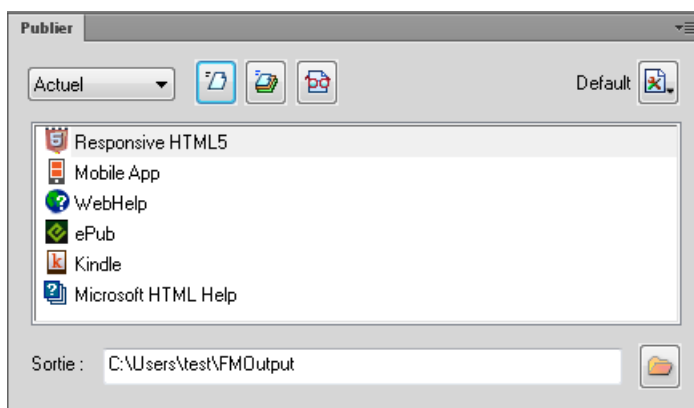 Publier
Actuel
Default
Responsive HTML5
Mobile App
WebHelp
ePub
Kindle
Microsoft HTML Help
Sortie : C:\Users\test\FMOutput